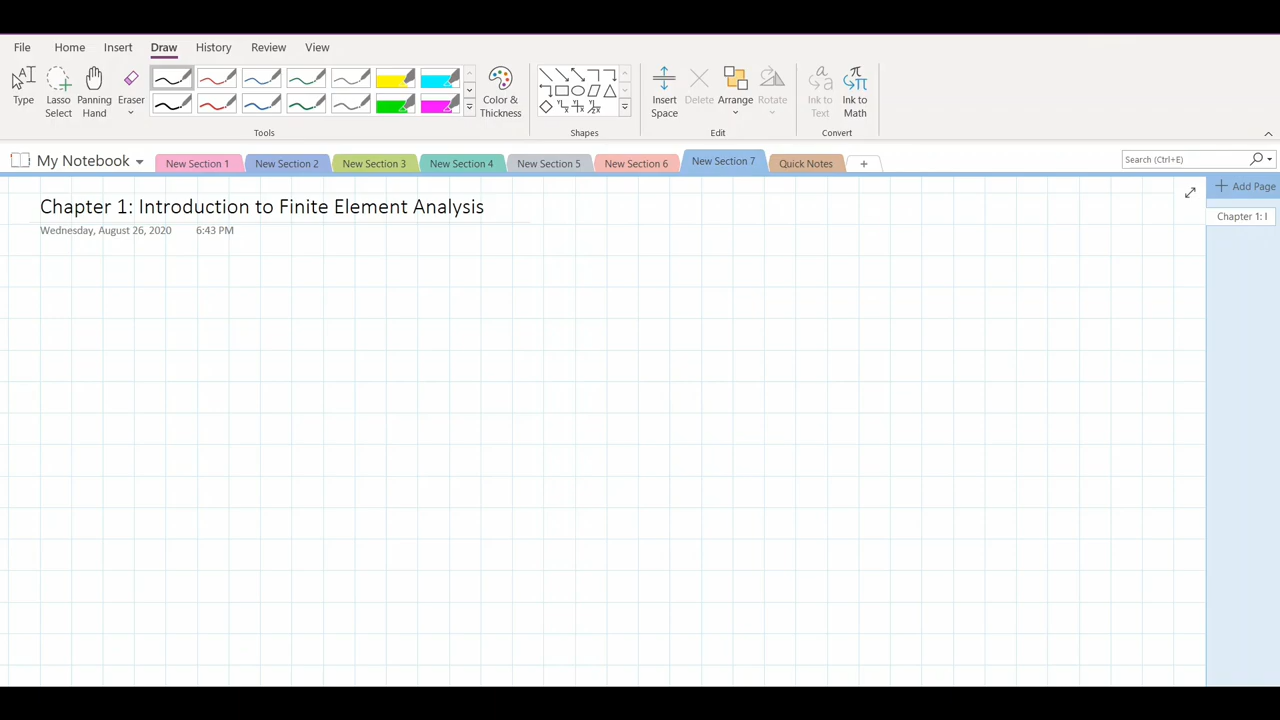 File Home Insert Draw History Review View
Type Lasso Select Panning Hand Eraser Color & Thickness Insert Space Delete Arrange Rotate Ink to Text Ink to Math
Tools Shapes Edit Convert
My Notebook New Section 1 New Section 2 New Section 3 New Section 4 New Section 5 New Section 6 New Section 7 Quick Notes Search (Ctrl+E)
Add Page
Chapter 1: Introduction to Finite Element Analysis
Chapter 1: I
Wednesday, August 26, 2020 6:43 PM